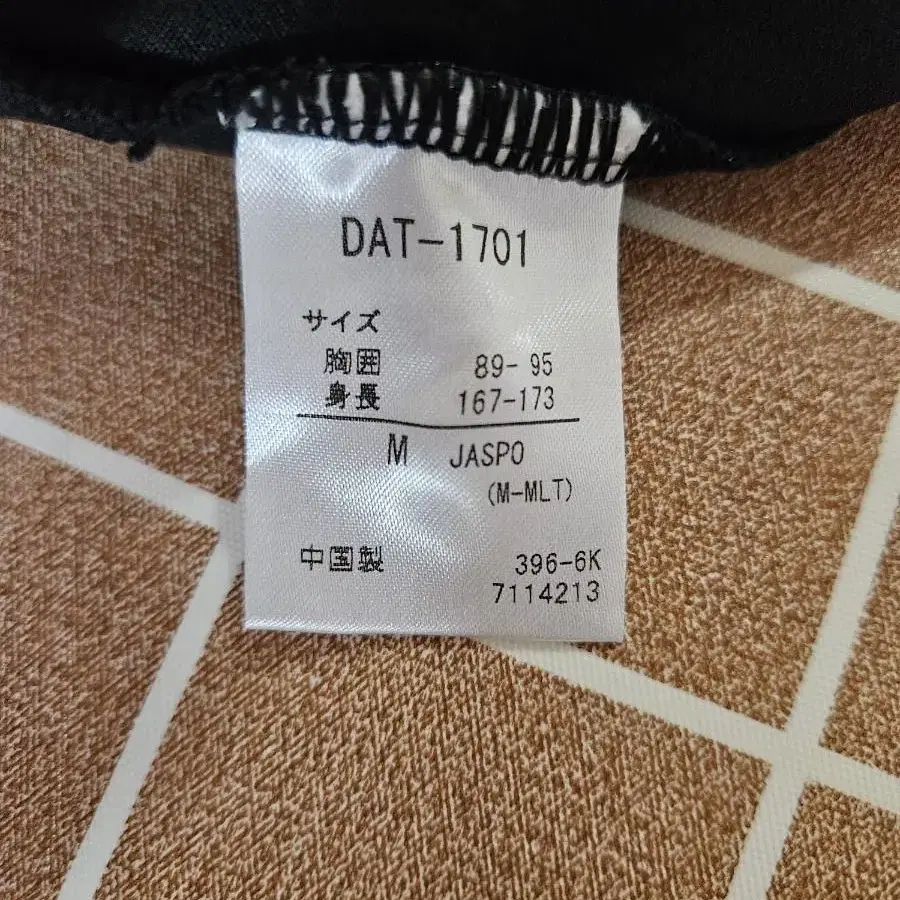 DAT-1701
サイズ
胸囲 89-95
身長 167-173
M JASPO
(M-MLT)
中国製 396-6K
7114213